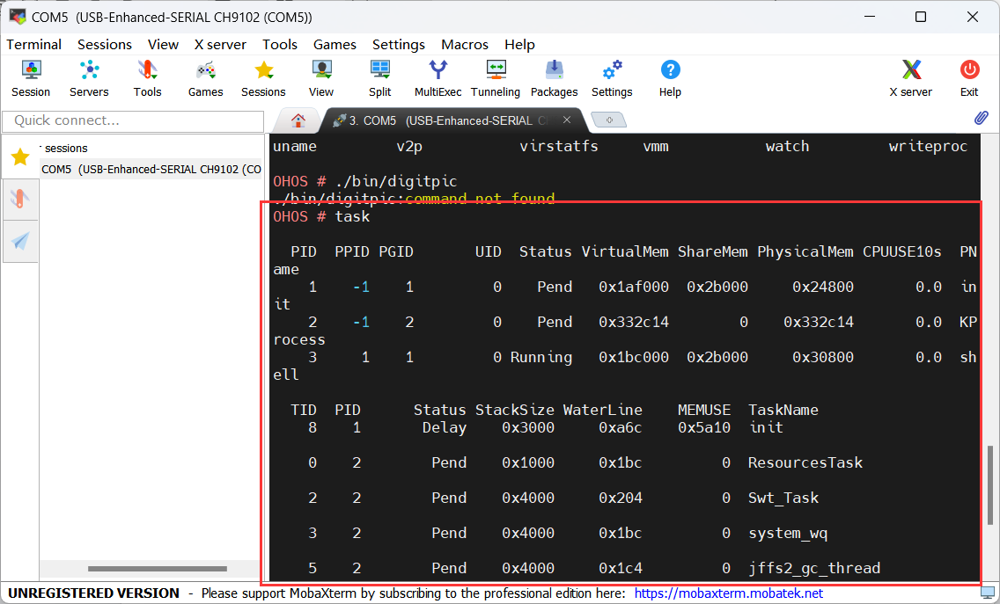 COM5 (USB-Enhanced-SERIAL CH9102 (COM5))
Terminal Sessions View X server Tools Games Settings Macros Help
Session Servers Tools Games Sessions View Split MultiExec Tunneling Packages Settings Help X server Exit
Quick connect...
3. COM5 (USB-Enhanced-SERIAL C
sessions
COM5 (USB-Enhanced-SERIAL CH9102 (CO
uname v2p virstatfs vmm watch writeproc
OHOS # ./bin/digitpic
./bin/digitpic:command not found
OHOS # task
PID PPID PGID UID Status VirtualMem ShareMem PhysicalMem CPUUSE10s PN
ame
1 -1 1 0 Pend 0x1af000 0x2b000 0x24800 0.0 in
it
2 -1 2 0 Pend 0x332c14 0 0x332c14 0.0 KP
rocess
3 1 1 0 Running 0x1bc000 0x2b000 0x30800 0.0 sh
ell
TID PID Status StackSize WaterLine MEMUSE TaskName
8 1 Delay 0x3000 0xa6c 0x5a10 init
0 2 Pend 0x1000 0x1bc 0 ResourcesTask
2 2 Pend 0x4000 0x204 0 Swt_Task
3 2 Pend 0x4000 0x1bc 0 system_wq
5 2 Pend 0x4000 0x1c4 0 jffs2_gc_thread
UNREGISTERED VERSION - Please support MobaXterm by subscribing to the professional edition here: https://mobaxterm.mobatek.net